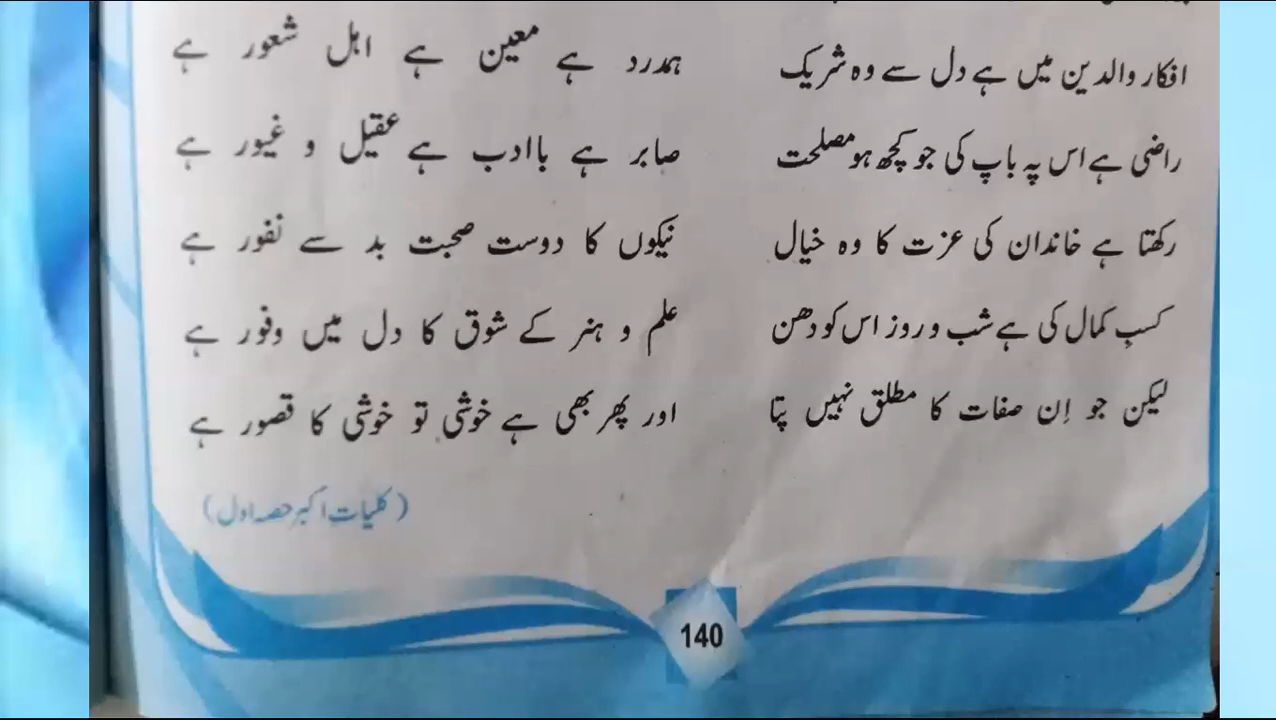 افکار والدین میں ہے دل سے وہ شریک ہمدرد ہے معین ہے اہل شعور ہے
راضی ہے اس پہ باپ کی جو کچھ ہو مصلحت صابر ہے باادب ہے عقیل و غیور ہے
رکھتا ہے خاندان کی عزت کا وہ خیال نیکوں کا دوست صحبت بد سے نفور ہے
کسبِ کمال کی ہے شب و روز اس کو دھن علم و ہنر کے شوق کا دل میں وفور ہے
لیکن جو اِن صفات کا مطلق نہیں پتا اور پھر بھی ہے خوشی تو خوشی کا قصور ہے
(کلیات اکبر حصہ اول)
140